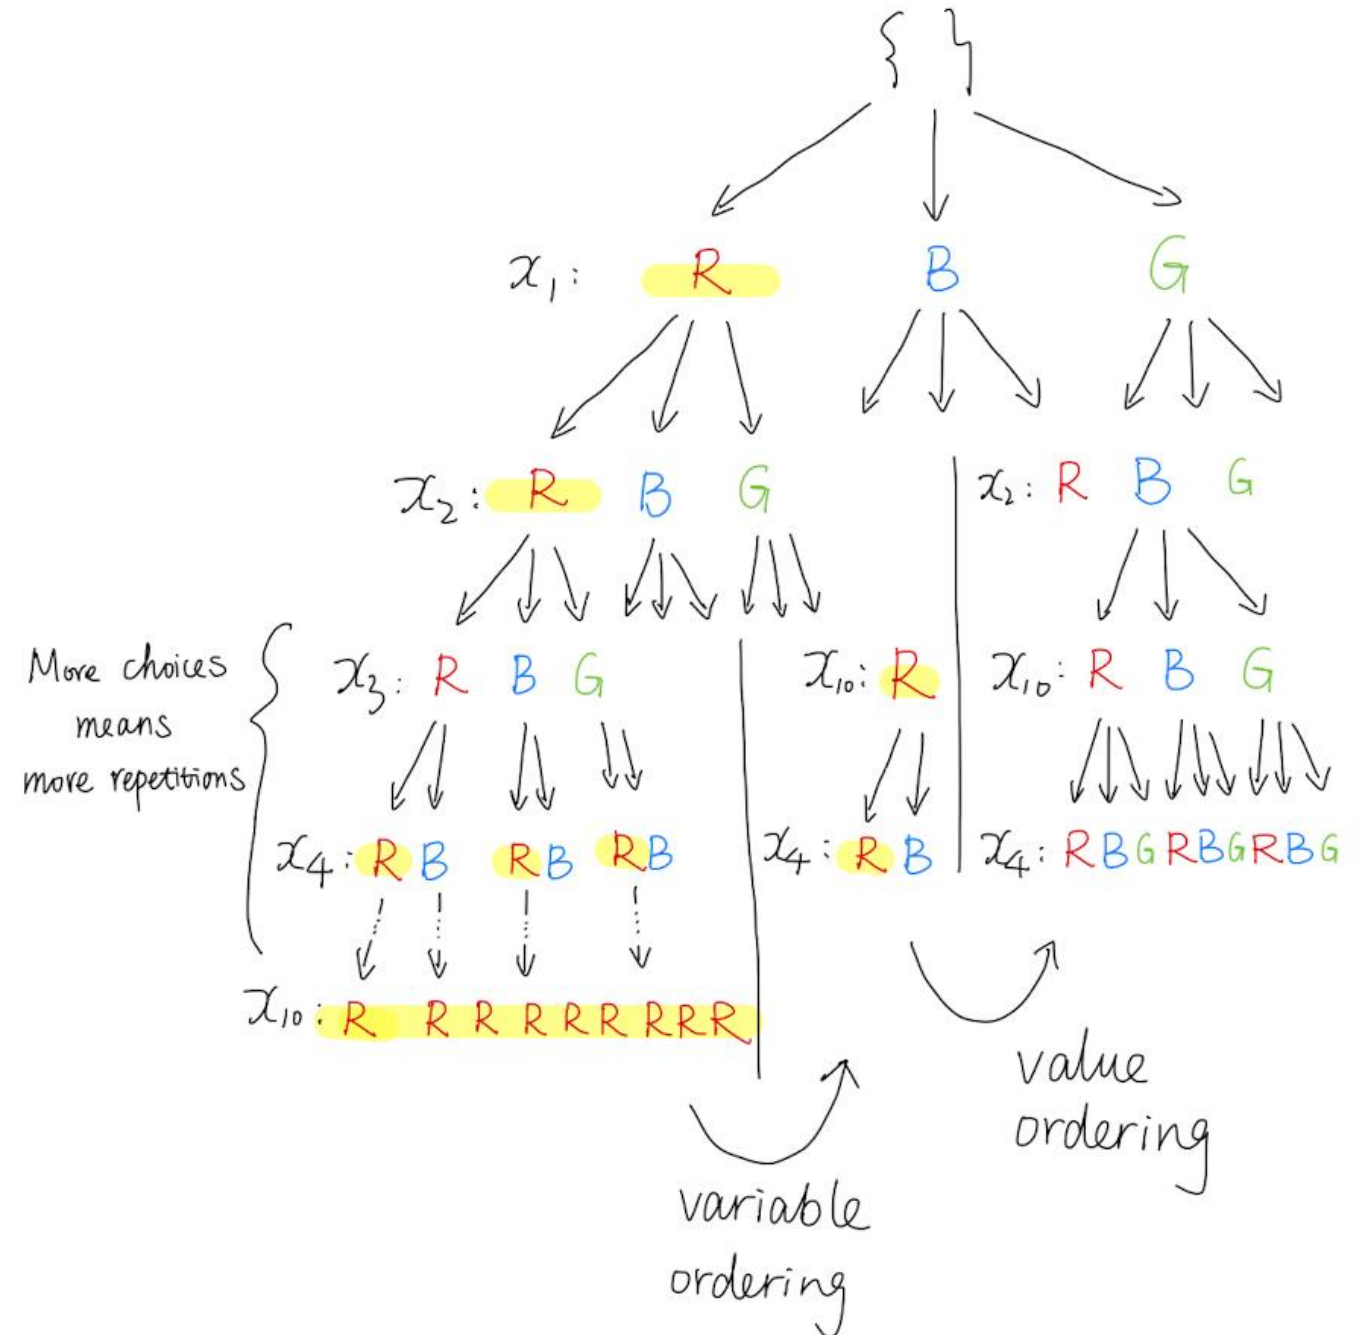 { }
x₁: R B G
x₂: R B G
x₂: R B G
More choices
means
more repetitions
x₃: R B G
x₁₀: R
x₁₀: R B G
x₄: R B R B R B
x₄: R B
x₄: R B G R B G R B G
x₁₀: R R R R R R R R R
value
ordering
variable
ordering